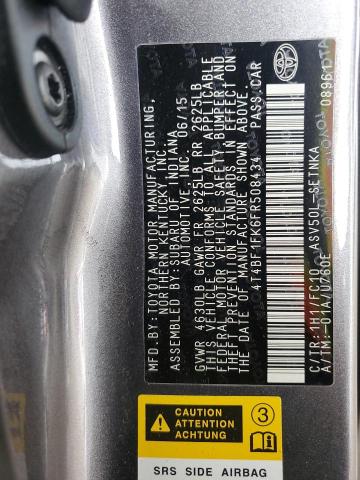 MFD.BY:TOYOTA MOTOR MANUFACTURING,
NORTHERN KENTUCKY, INC.
ASSEMBLED BY: SUBARU OF INDIANA
AUTOMOTIVE, INC. 06/15
GVWR 4630LB GAWR FR 2625LB RR 2625LB
THIS VEHICLE CONFORMS TO ALL APPLICABLE
FEDERAL MOTOR VEHICLE SAFETY, BUMPER, AND
THEFT PREVENTION STANDARDS IN EFFECT ON
THE DATE OF MANUFACTURE SHOWN ABOVE.
4T4BF1FK6FR508434 PASS.CAR
C/TR:1H1/FC10 ASV50L-SETNKA
A/TM:-01A/U760E 08961
CAUTION
ATTENTION
ACHTUNG
3
SRS SIDE AIRBAG